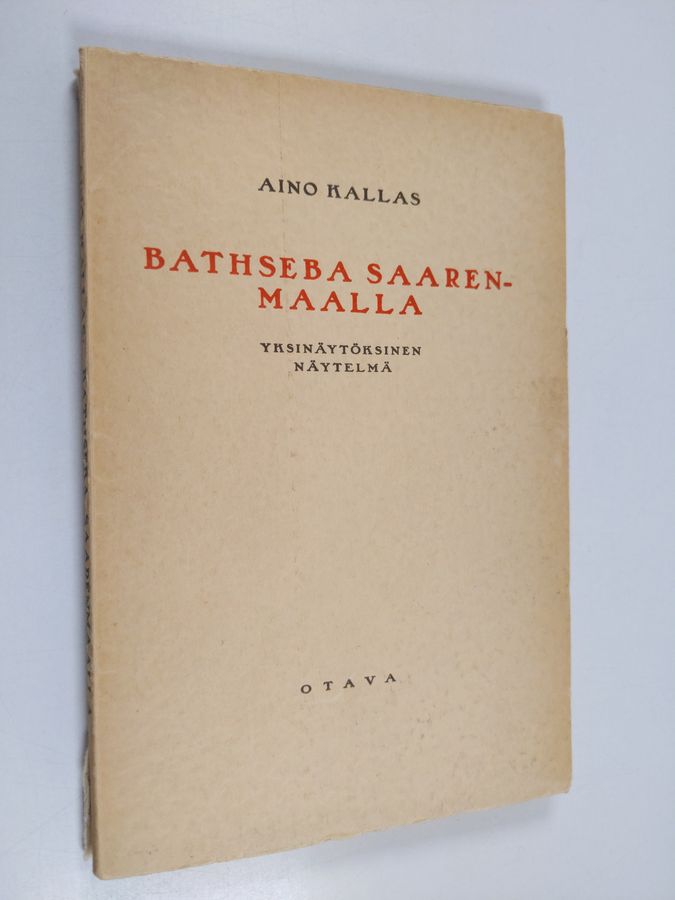 AINO KALLAS
BATHSEBA SAAREN-
MAALLA
YKSINÄYTÖKSINEN
NÄYTELMÄ
OTAVA